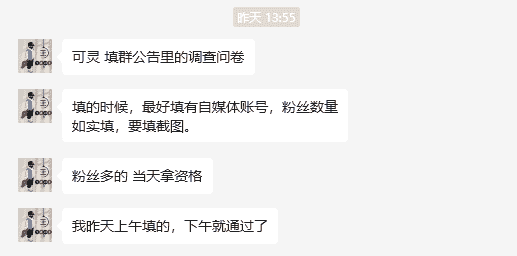 昨天 13:55
可灵 填群公告里的调查问卷
填的时候，最好填有自媒体账号，粉丝数量
如实填，要填截图。
粉丝多的 当天拿资格
我昨天上午填的，下午就通过了